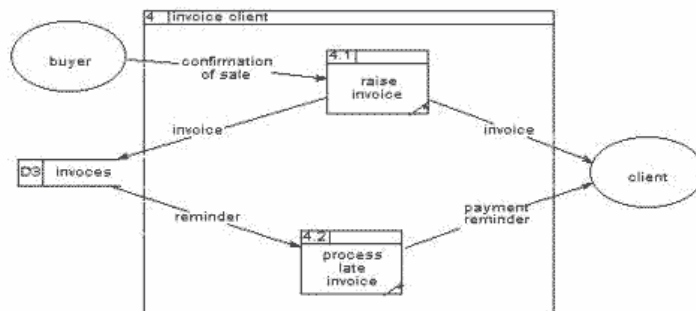 4 invoice client
buyer
confirmation
of sale
4.1
raise
invoice
invoice
invoice
D3 invoces
client
reminder
payment
reminder
4.2
process
late
invoice